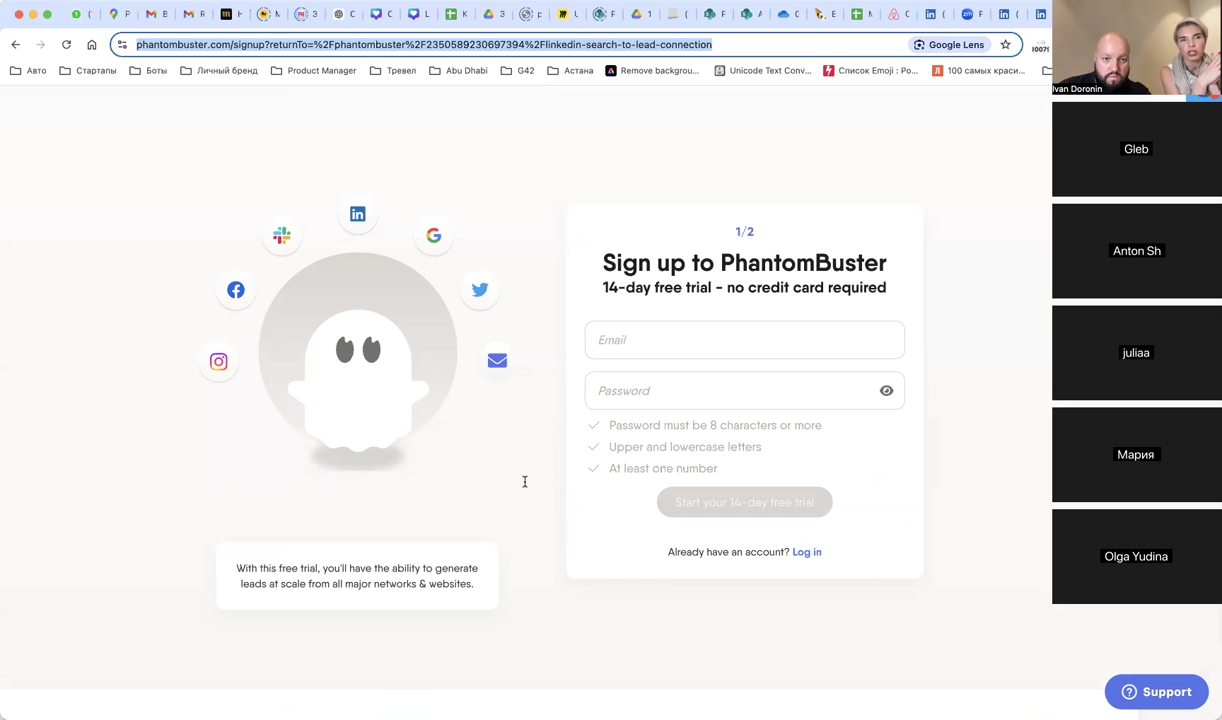 phantombuster.com/signup?returnTo=%2Fphantombuster%2F2350589230697394%2Flinkedin-search-to-lead-connection
Google Lens
Авто
Стартапы
Боты
Личный бренд
Product Manager
Тревел
Abu Dhabi
G42
Астана
Remove backgrou...
Unicode Text Conv...
Список Emoji : Po...
100 самых краси...
Ivan Doronin
Gleb
Anton Sh
juliaa
Мария
Olga Yudina
1/2
Sign up to PhantomBuster
14-day free trial - no credit card required
Email
Password
Password must be 8 characters or more
Upper and lowercase letters
At least one number
Start your 14-day free trial
Already have an account? Log in
With this free trial, you'll have the ability to generate
leads at scale from all major networks & websites.
Support